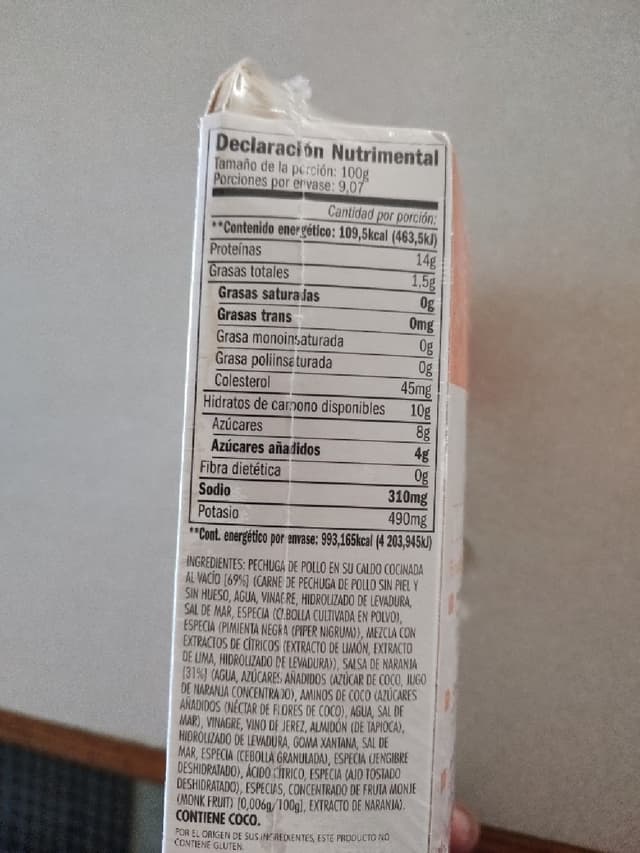 Declaración Nutrimental
Tamaño de la porción: 100g
Porciones por envase: 9,07
Cantidad por porción:
**Contenido energético: 109,5kcal (463,5kJ)
Proteínas 14g
Grasas totales 1,5g
Grasas saturadas 0g
Grasas trans 0mg
Grasa monoinsaturada 0g
Grasa poliinsaturada 0g
Colesterol 45mg
Hidratos de carbono disponibles 10g
Azúcares 8g
Azúcares añadidos 4g
Fibra dietética 0g
Sodio 310mg
Potasio 490mg
**Cont. energético por envase: 993,165kcal (4 203,945kJ)
INGREDIENTES: PECHUGA DE POLLO EN SU CALDO COCINADA
AL VACÍO [69%] (CARNE DE PECHUGA DE POLLO SIN PIEL Y
SIN HUESO, AGUA, VINAGRE, HIDROLIZADO DE LEVADURA,
SAL DE MAR, ESPECIA (CEBOLLA CULTIVADA EN POLVO),
ESPECIA (PIMIENTA NEGRA (PIPER NIGRUM)), MEZCLA CON
EXTRACTOS DE CÍTRICOS (EXTRACTO DE LIMÓN, EXTRACTO
DE LIMA, HIDROLIZADO DE LEVADURA)), SALSA DE NARANJA
[31%] (AGUA, AZÚCARES AÑADIDOS (AZÚCAR DE COCO, JUGO
DE NARANJA CONCENTRADO), AMINOS DE COCO (AZÚCARES
AÑADIDOS (NÉCTAR DE FLORES DE COCO), AGUA, SAL DE
MAR), VINAGRE, VINO DE JEREZ, ALMIDÓN (DE TAPIOCA),
HIDROLIZADO DE LEVADURA, GOMA XANTANA, SAL DE
MAR, ESPECIA (CEBOLLA GRANULADA), ESPECIA (JENGIBRE
DESHIDRATADO), ÁCIDO CÍTRICO, ESPECIA (AJO TOSTADO
DESHIDRATADO), ESPECIAS, CONCENTRADO DE FRUTA MONJE
(MONK FRUIT) [0,006g/100g], EXTRACTO DE NARANJA).
CONTIENE COCO.
POR EL ORIGEN DE SUS INGREDIENTES, ESTE PRODUCTO NO
CONTIENE GLUTEN.